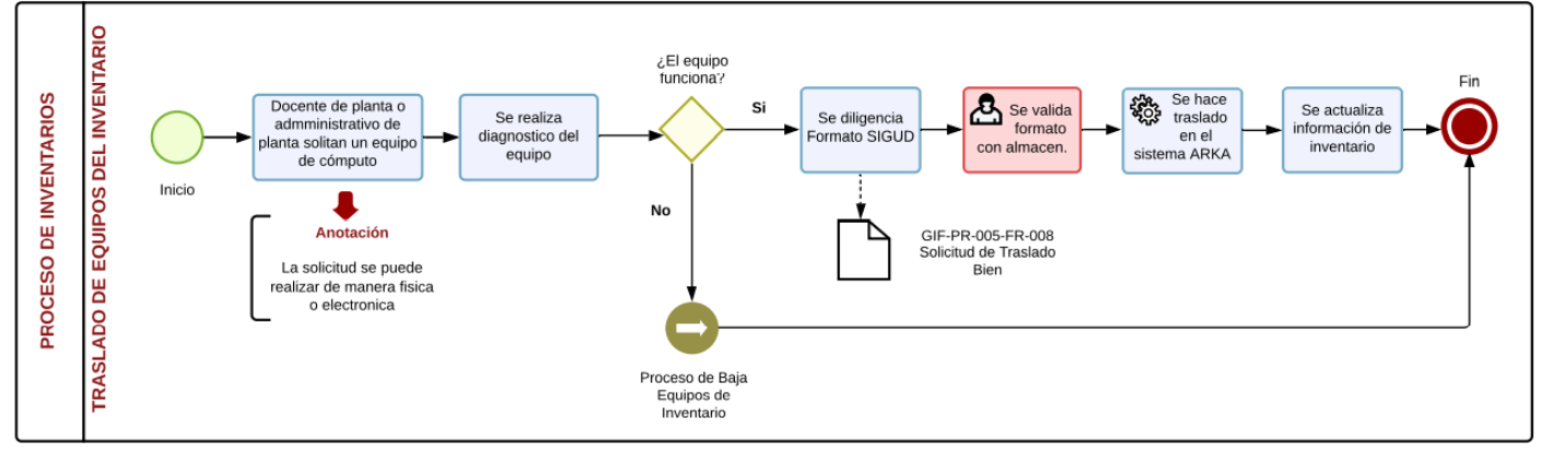 PROCESO DE INVENTARIOS
TRASLADO DE EQUIPOS DEL INVENTARIO
Inicio
Docente de planta o
admministrativo de
planta solitan un equipo
de cómputo
Anotación
La solicitud se puede
realizar de manera fisica
o electronica
Se realiza
diagnostico del
equipo
¿El equipo
funciona?
Si
No
Proceso de Baja
Equipos de
Inventario
Se diligencia
Formato SIGUD
GIF-PR-005-FR-008
Solicitud de Traslado
Bien
Se valida
formato
con almacen.
Se hace
traslado
en el
sistema ARKA
Se actualiza
información de
inventario
Fin